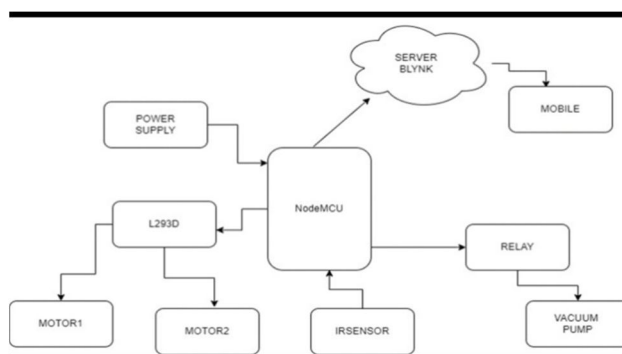 SERVER
BLYNK
MOBILE
POWER
SUPPLY
NodeMCU
L293D
RELAY
MOTOR1
MOTOR2
IRSENSOR
VACUUM
PUMP